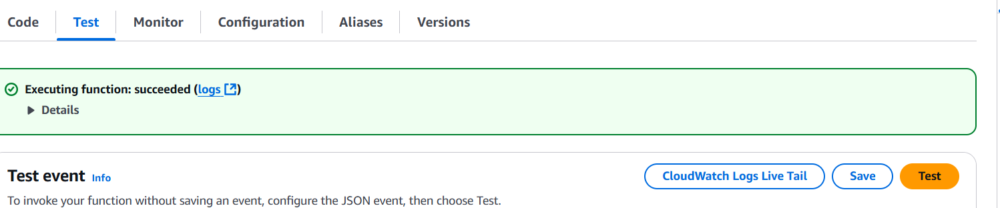 Code Test Monitor Configuration Aliases Versions
Executing function: succeeded (logs)
Details
Test event Info CloudWatch Logs Live Tail Save Test
To invoke your function without saving an event, configure the JSON event, then choose Test.